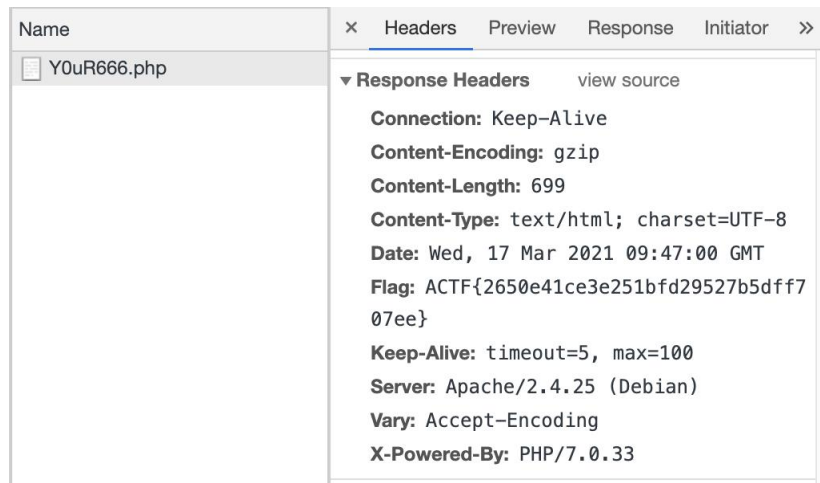 Name
Y0uR666.php
× Headers Preview Response Initiator »
▼ Response Headers view source
Connection: Keep-Alive
Content-Encoding: gzip
Content-Length: 699
Content-Type: text/html; charset=UTF-8
Date: Wed, 17 Mar 2021 09:47:00 GMT
Flag: ACTF{2650e41ce3e251bfd29527b5dff7
07ee}
Keep-Alive: timeout=5, max=100
Server: Apache/2.4.25 (Debian)
Vary: Accept-Encoding
X-Powered-By: PHP/7.0.33